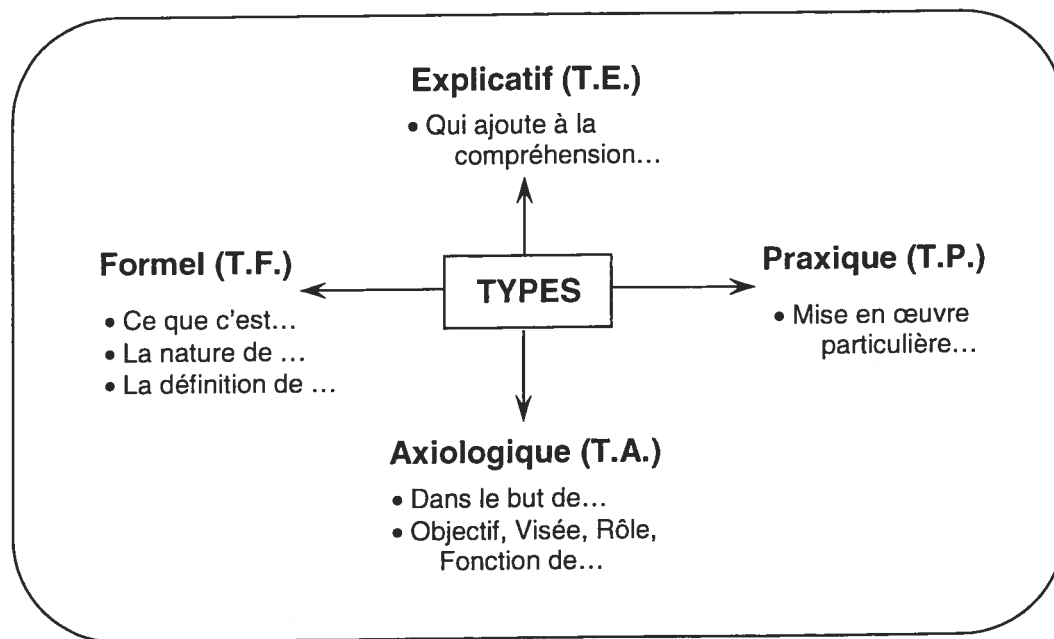 Explicatif (T.E.)
• Qui ajoute à la
compréhension...
Formel (T.F.)
• Ce que c'est...
• La nature de ...
• La définition de ...
TYPES
Praxique (T.P.)
• Mise en œuvre
particulière...
Axiologique (T.A.)
• Dans le but de...
• Objectif, Visée, Rôle,
Fonction de...